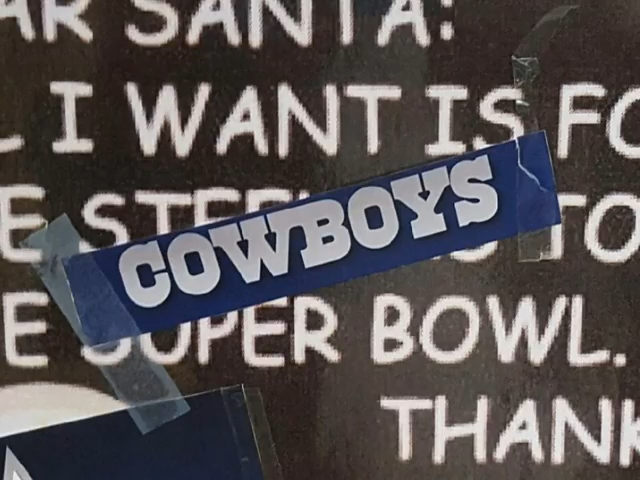 AR SANTA:
I WANT IS FO
COWBOYS
E STEE TO
E SUPER BOWL.
THANK